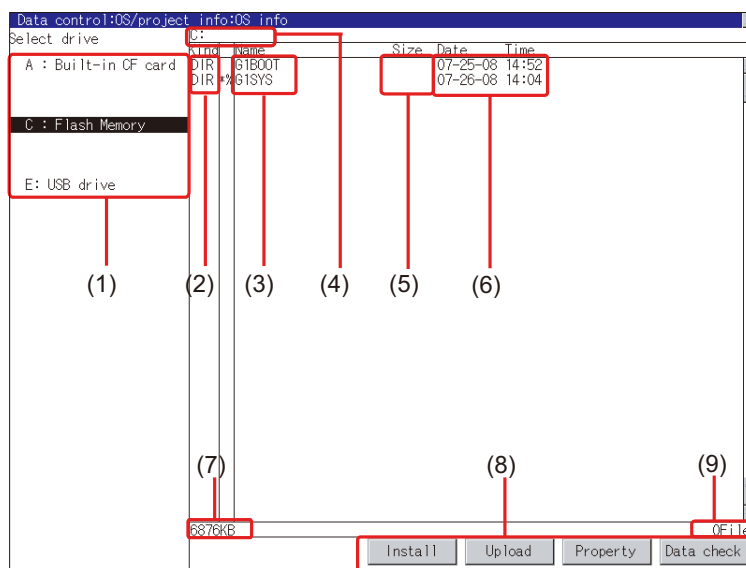 Data control:OS/project info:OS info
Select drive
C:
Kind Name Size Date Time
A : Built-in CF card
DIR G1BOOT 07-25-08 14:52
DIR *% G1SYS 07-26-08 14:04
C : Flash Memory
E: USB drive
(1) (2) (3) (4) (5) (6)
(7) (8) (9)
6876KB 0File
Install Upload Property Data check